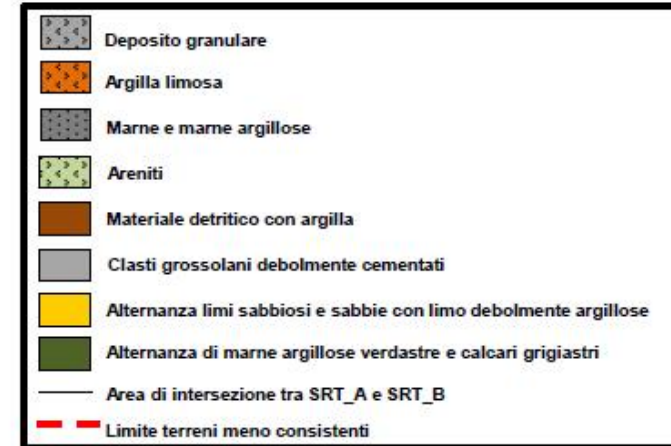 Deposito granulare
Argilla limosa
Marne e marne argillose
Areniti
Materiale detritico con argilla
Clasti grossolani debolmente cementati
Alternanza limi sabbiosi e sabbie con limo debolmente argillose
Alternanza di marne argillose verdastre e calcari grigiastri
Area di intersezione tra SRT_A e SRT_B
Limite terreni meno consistenti